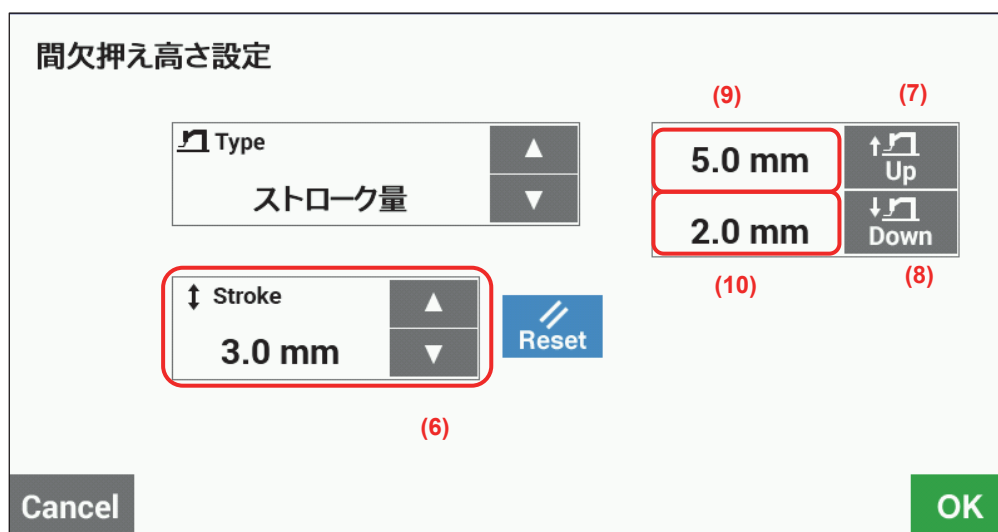 間欠押え高さ設定
(9)
(7)
Type
ストローク量
▲
▼
5.0 mm
Up
2.0 mm
Down
(10)
(8)
Stroke
3.0 mm
▲
▼
Reset
(6)
Cancel
OK